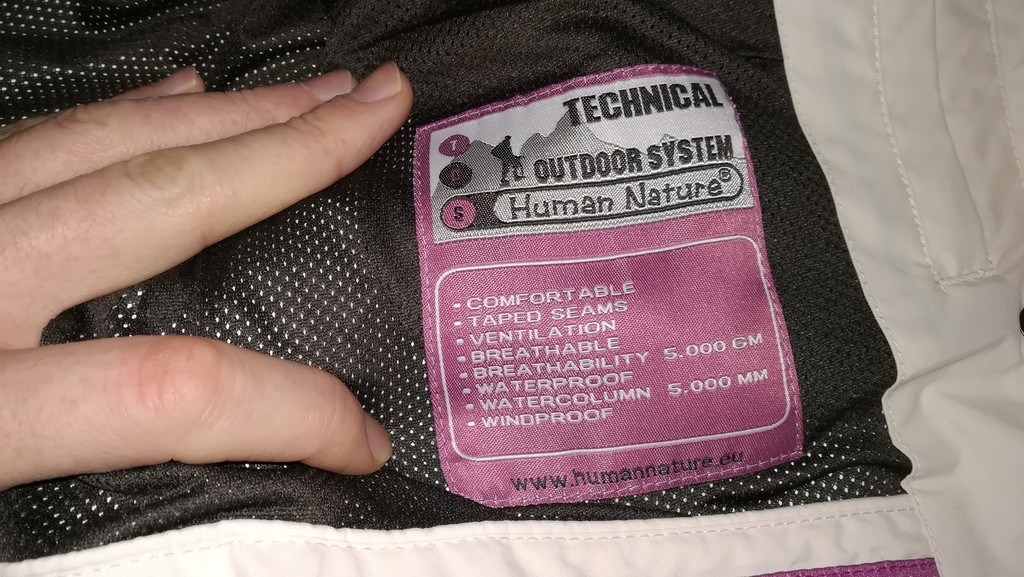 TECHNICAL
T
O
OUTDOOR SYSTEM
S
Human Nature®
• COMFORTABLE
• TAPED SEAMS
• VENTILATION
• BREATHABLE
• BREATHABILITY 5.000 GM
• WATERPROOF
• WATERCOLUMN 5,000 MM
• WINDPROOF
www.humannature.eu